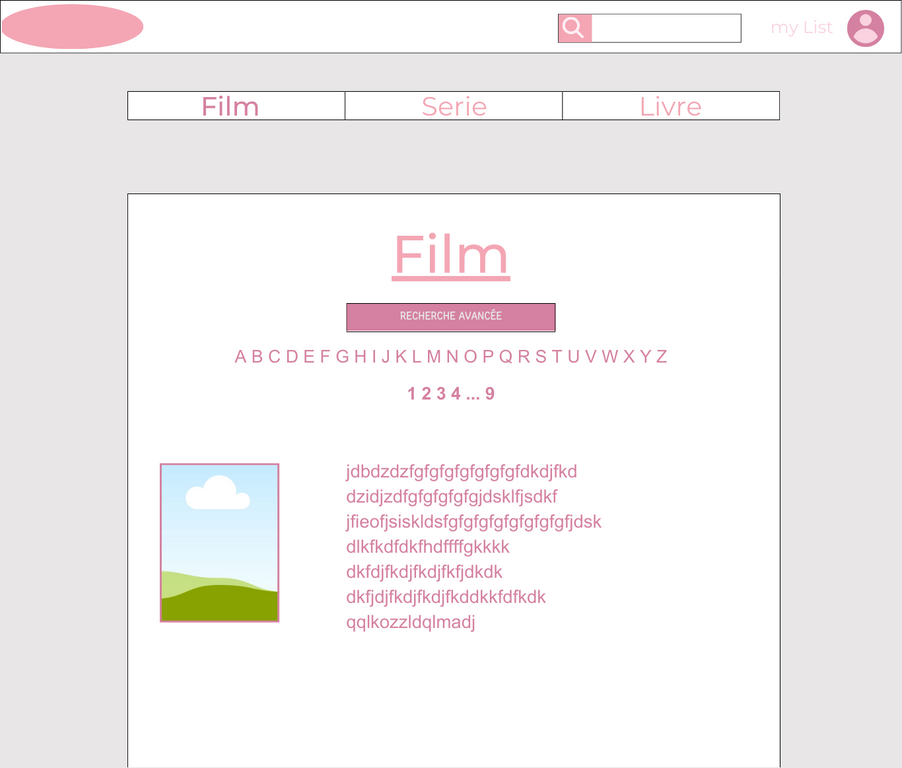 my List
Film Serie Livre
Film
RECHERCHE AVANCÉE
A B C D E F G H I J K L M N O P Q R S T U V W X Y Z
1 2 3 4 ... 9
jdbdzdzfgfgfgfgfgfgfgfdkdjfkd
dzidjzdfgfgfgfgfgjdsklfjsdkf
jfieofjsiskldsfgfgfgfgfgfgfgfgfjdsk
dlkfkdfdkfhdffffgkkkk
dkfdjfkdjfkdjfkfjdkdk
dkfjdjfkdjfkdjfkddkkfdfkdk
qqlkozzldqlmadj